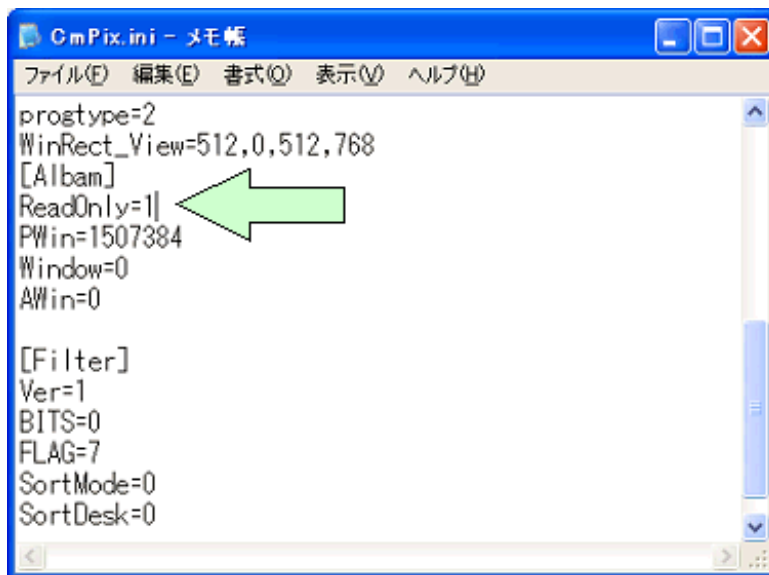 CmPix.ini - メモ帳
ファイル(F) 編集(E) 書式(O) 表示(V) ヘルプ(H)
progtype=2
WinRect_View=512,0,512,768
[Albam]
ReadOnly=1
PWin=1507384
Window=0
AWin=0
[Filter]
Ver=1
BITS=0
FLAG=7
SortMode=0
SortDesk=0